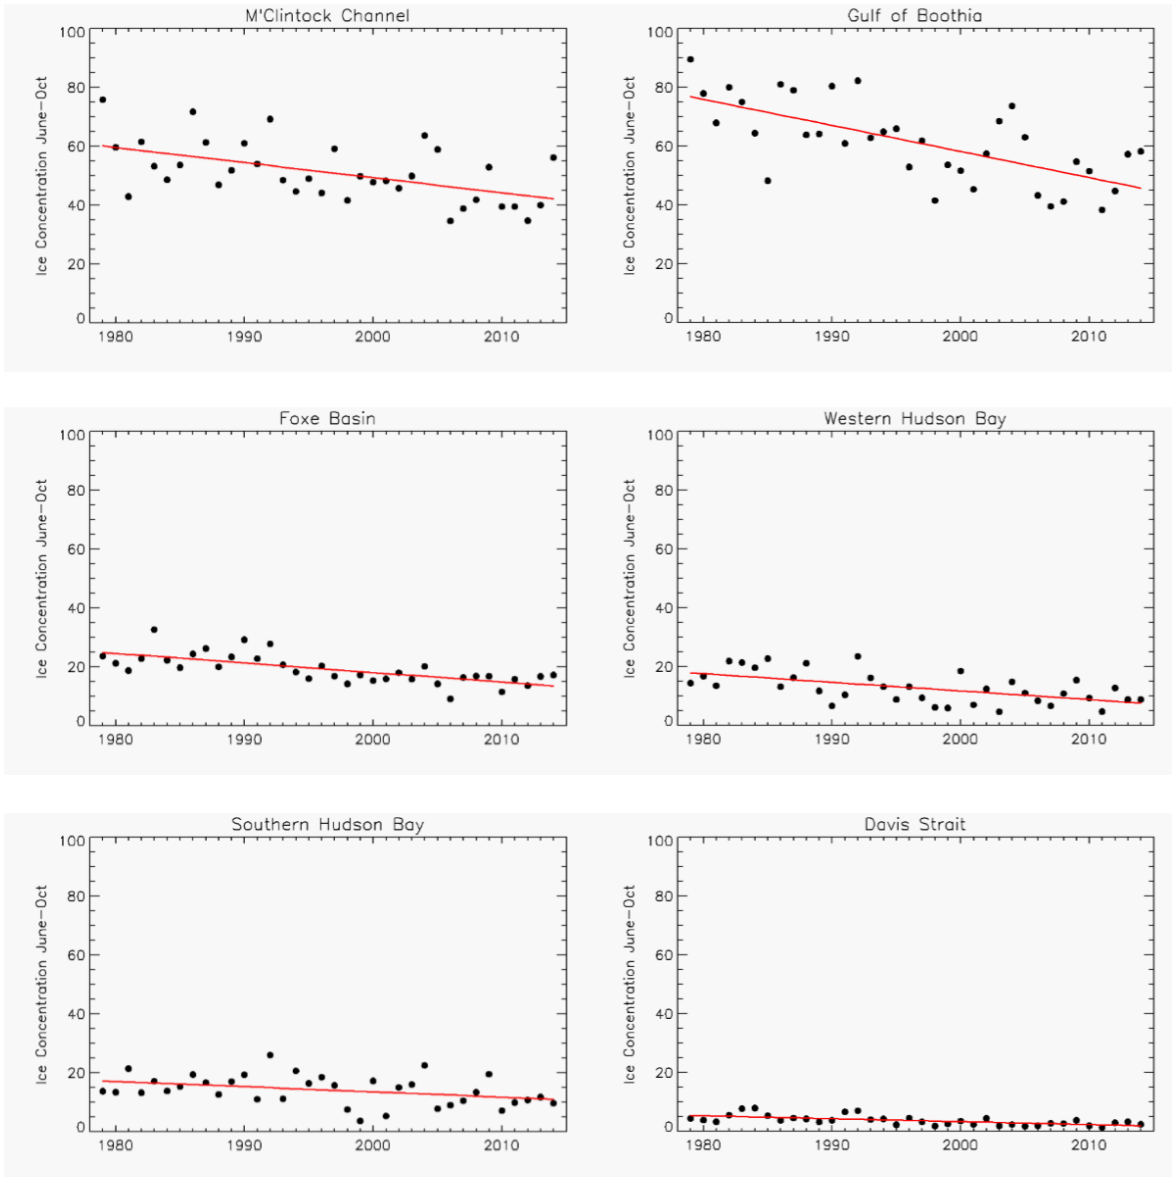 M'Clintock Channel
Ice Concentration June-Oct
100
80
60
40
20
0
1980 1990 2000 2010
Gulf of Boothia
Ice Concentration June-Oct
100
80
60
40
20
0
1980 1990 2000 2010
Foxe Basin
Ice Concentration June-Oct
100
80
60
40
20
0
1980 1990 2000 2010
Western Hudson Bay
Ice Concentration June-Oct
100
80
60
40
20
0
1980 1990 2000 2010
Southern Hudson Bay
Ice Concentration June-Oct
100
80
60
40
20
0
1980 1990 2000 2010
Davis Strait
Ice Concentration June-Oct
100
80
60
40
20
0
1980 1990 2000 2010